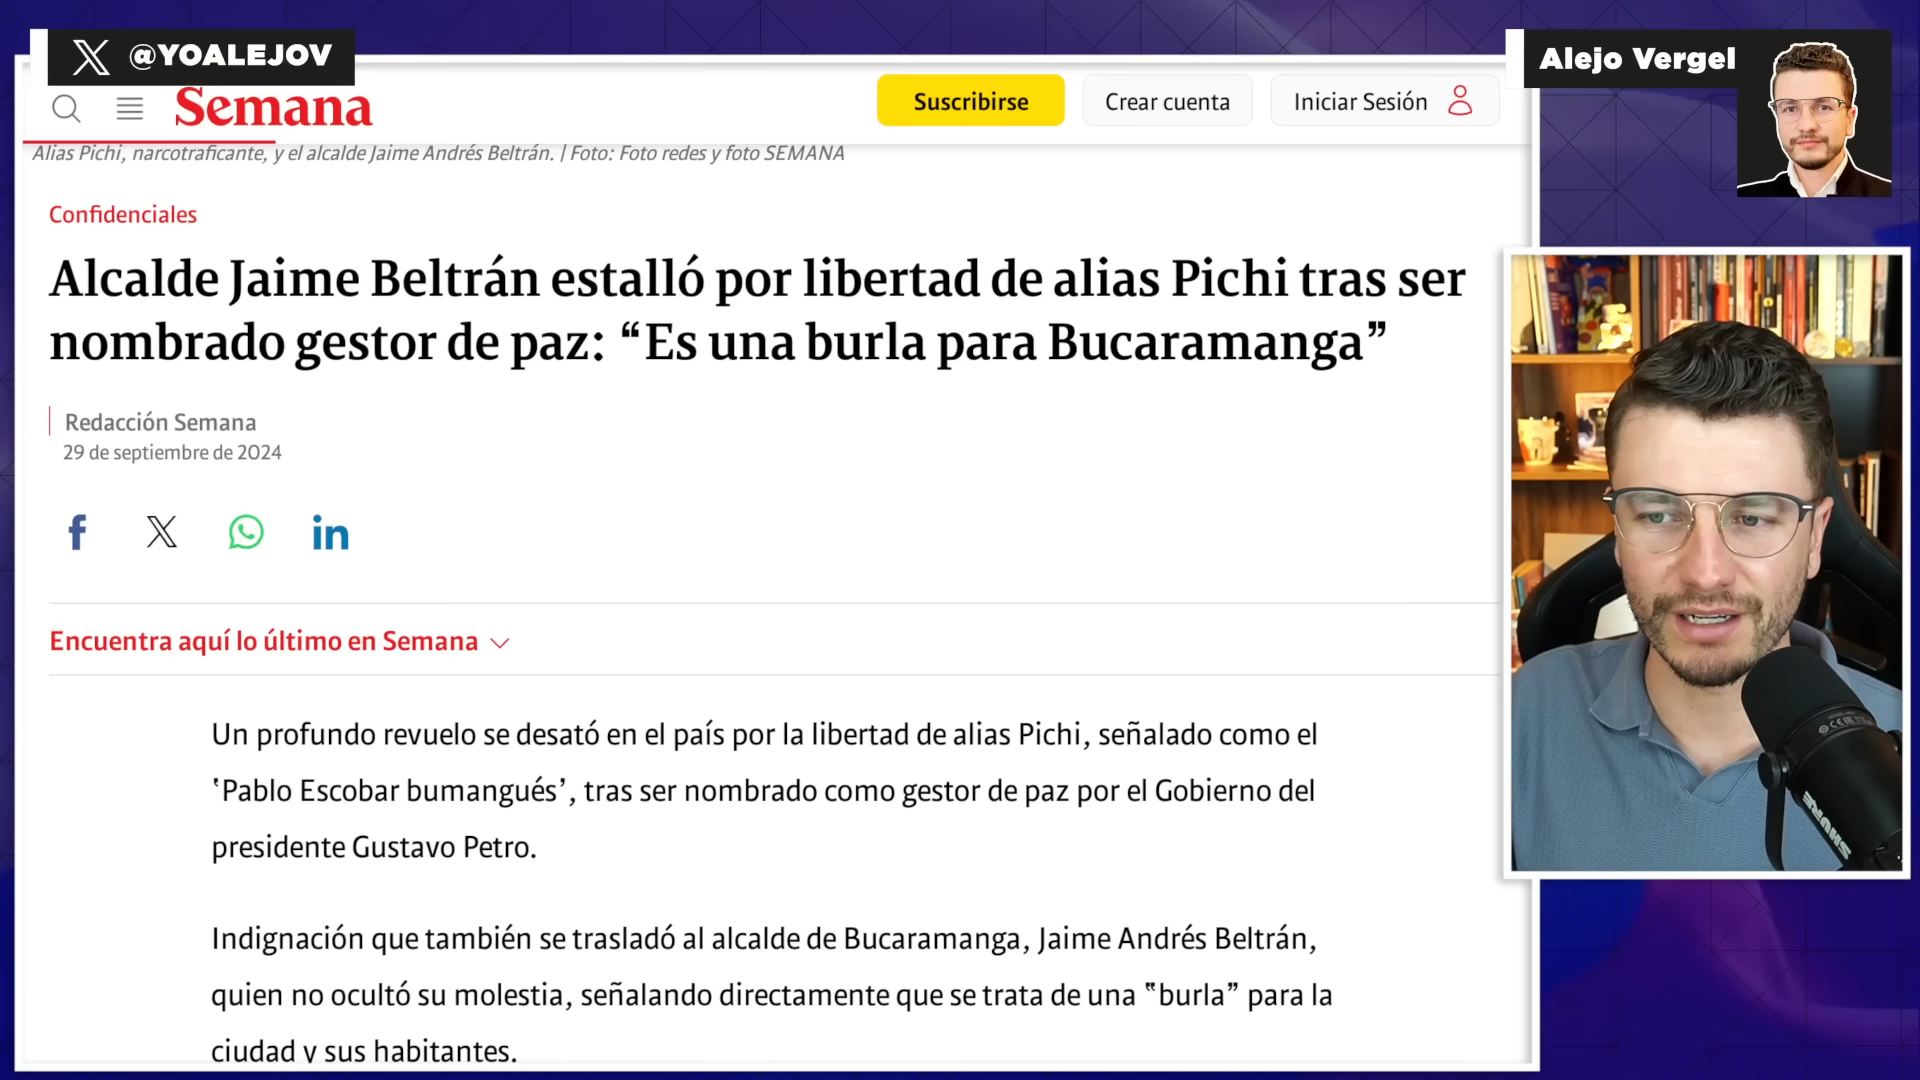 @YOALEJOV
Alejo Vergel
Semana
Suscribirse
Crear cuenta
Iniciar Sesión
Alias Pichi, narcotraficante, y el alcalde Jaime Andrés Beltrán. | Foto: Foto redes y foto SEMANA
Confidenciales
Alcalde Jaime Beltrán estalló por libertad de alias Pichi tras ser
nombrado gestor de paz: “Es una burla para Bucaramanga”
Redacción Semana
29 de septiembre de 2024
Encuentra aquí lo último en Semana
Un profundo revuelo se desató en el país por la libertad de alias Pichi, señalado como el
‘Pablo Escobar bumangués’, tras ser nombrado como gestor de paz por el Gobierno del
presidente Gustavo Petro.
Indignación que también se trasladó al alcalde de Bucaramanga, Jaime Andrés Beltrán,
quien no ocultó su molestia, señalando directamente que se trata de una “burla” para la
ciudad y sus habitantes.
SHURE